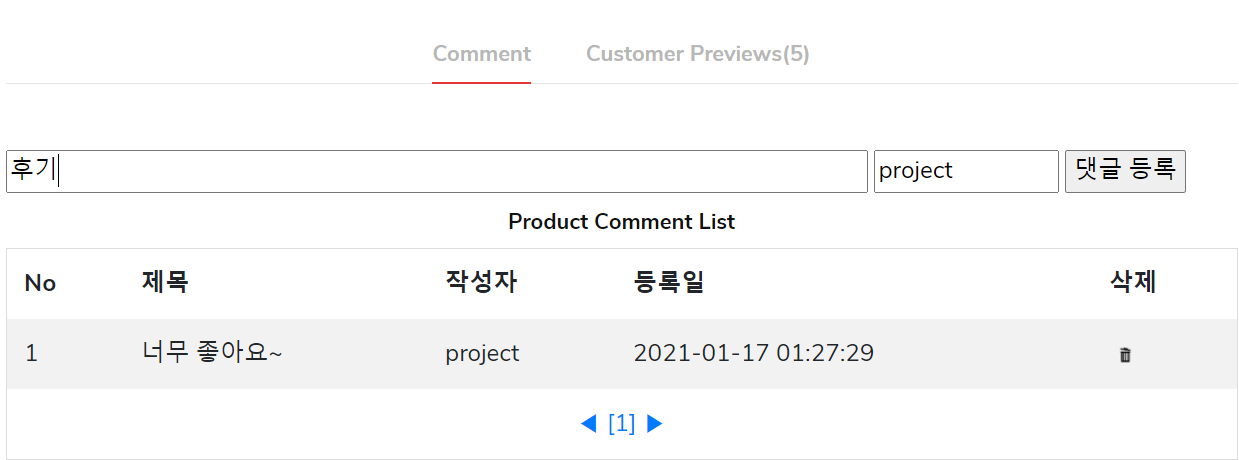 Comment Customer Previews(5)
후기 project 댓글 등록
Product Comment List
No 제목 작성자 등록일 삭제
1 너무 좋아요~ project 2021-01-17 01:27:29
◀ [1] ▶